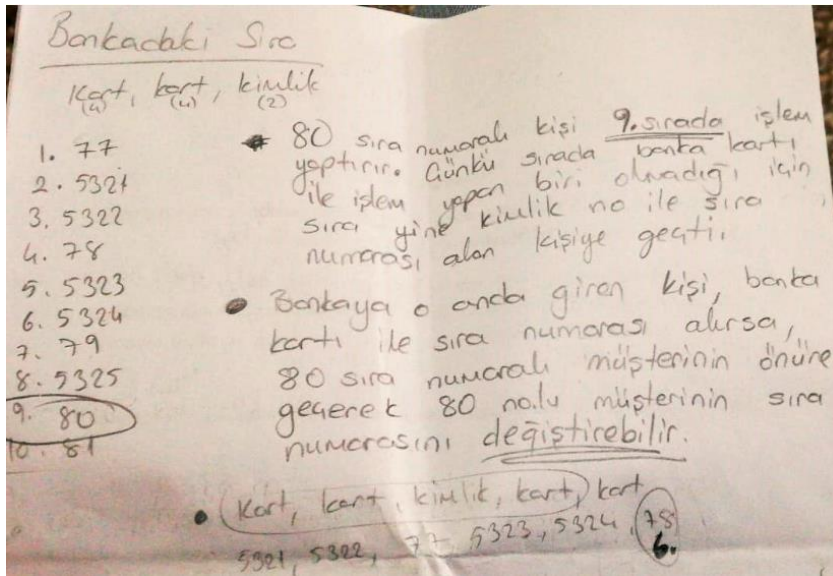 Bankadaki Sıra
Kart, kart, kimlik
(4) (4) (2)
1. 77
2. 5321
3. 5322
4. 78
5. 5323
6. 5324
7. 79
8. 5325
9. 80
10. 81
80 sıra numaralı kişi 9. sırada işlem
yaptırır. Çünkü sırada banka kartı
ile işlem yapan biri olmadığı için
sıra yine kimlik no ile sıra
numarası alan kişiye geçti.
Bankaya o anda giren kişi, banka
kartı ile sıra numarası alırsa,
80 sıra numaralı müşterinin önüne
geçerek 80 no.lu müşterinin sıra
numarasını değiştirebilir.
Kart, kart, kimlik, kart, kart
5321, 5322, 77, 5323, 5324, 78
6.